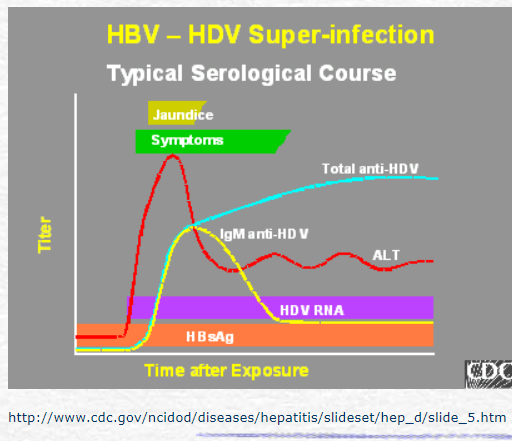 HBV – HDV Super-infection
Typical Serological Course
Jaundice
Symptoms
Total anti-HDV
IgM anti-HDV
ALT
Titer
HDV RNA
HBsAg
Time after Exposure
CDC
http://www.cdc.gov/ncidod/diseases/hepatitis/slideset/hep_d/slide_5.htm